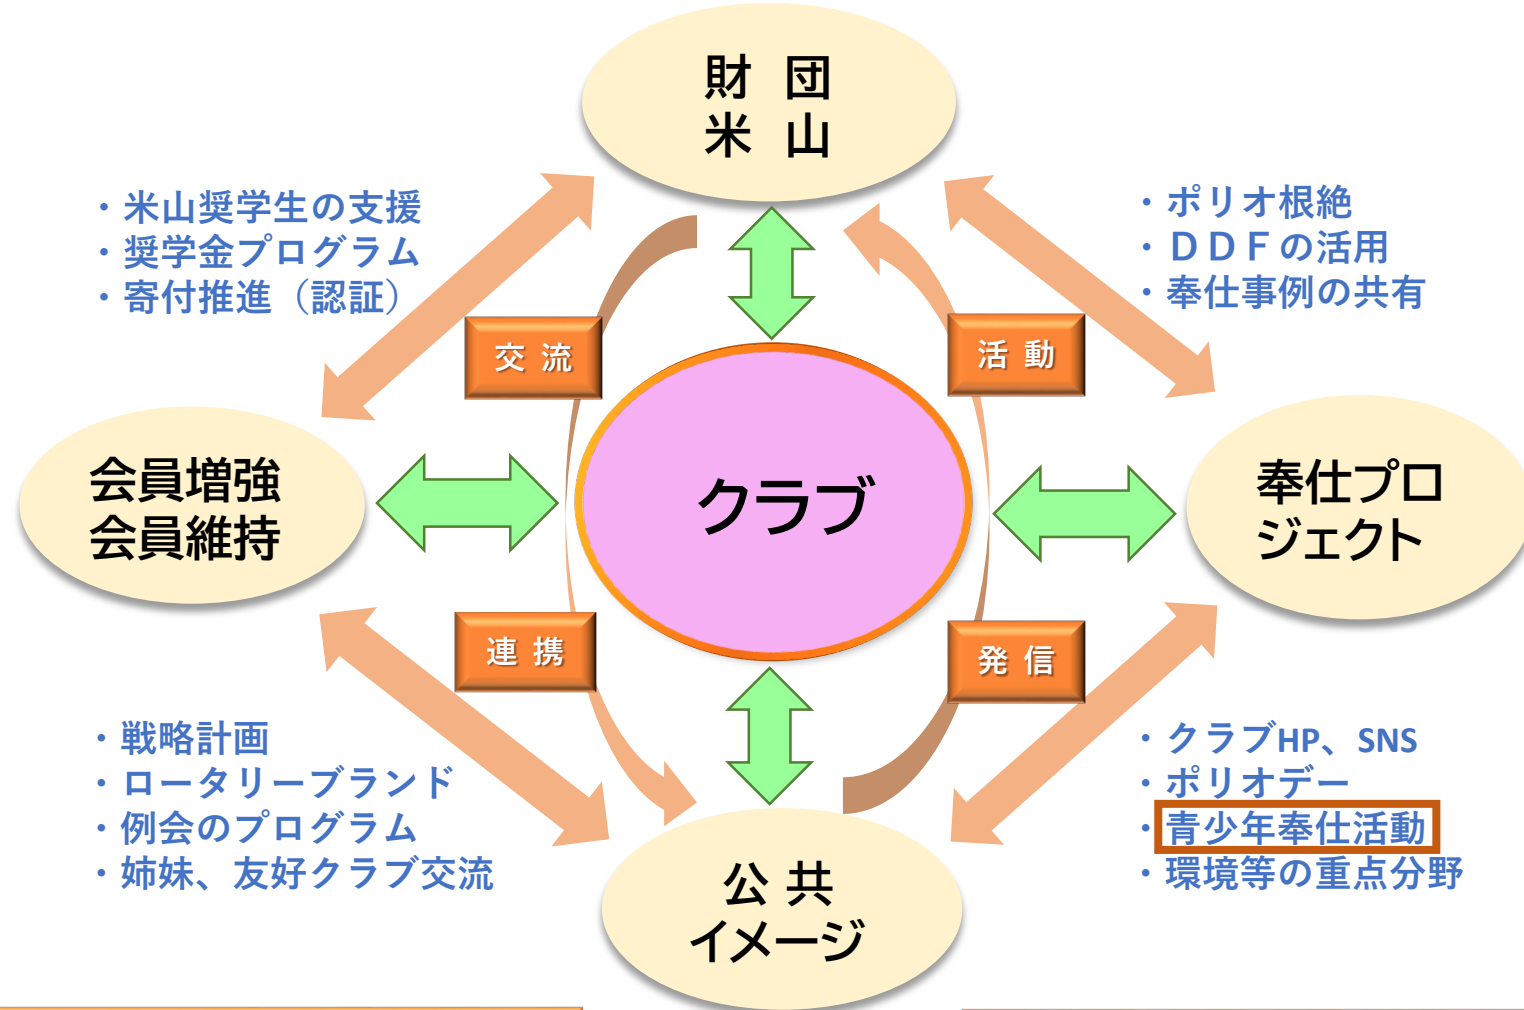 財 団
米 山
・米山奨学生の支援
・奨学金プログラム
・寄付推進（認証）
・ポリオ根絶
・ＤＤＦの活用
・奉仕事例の共有
交 流
活 動
会員増強
会員維持
クラブ
奉仕プロ
ジェクト
連 携
発 信
・戦略計画
・ロータリーブランド
・例会のプログラム
・姉妹、友好クラブ交流
・クラブHP、SNS
・ポリオデー
・青少年奉仕活動
・環境等の重点分野
公 共
イメージ